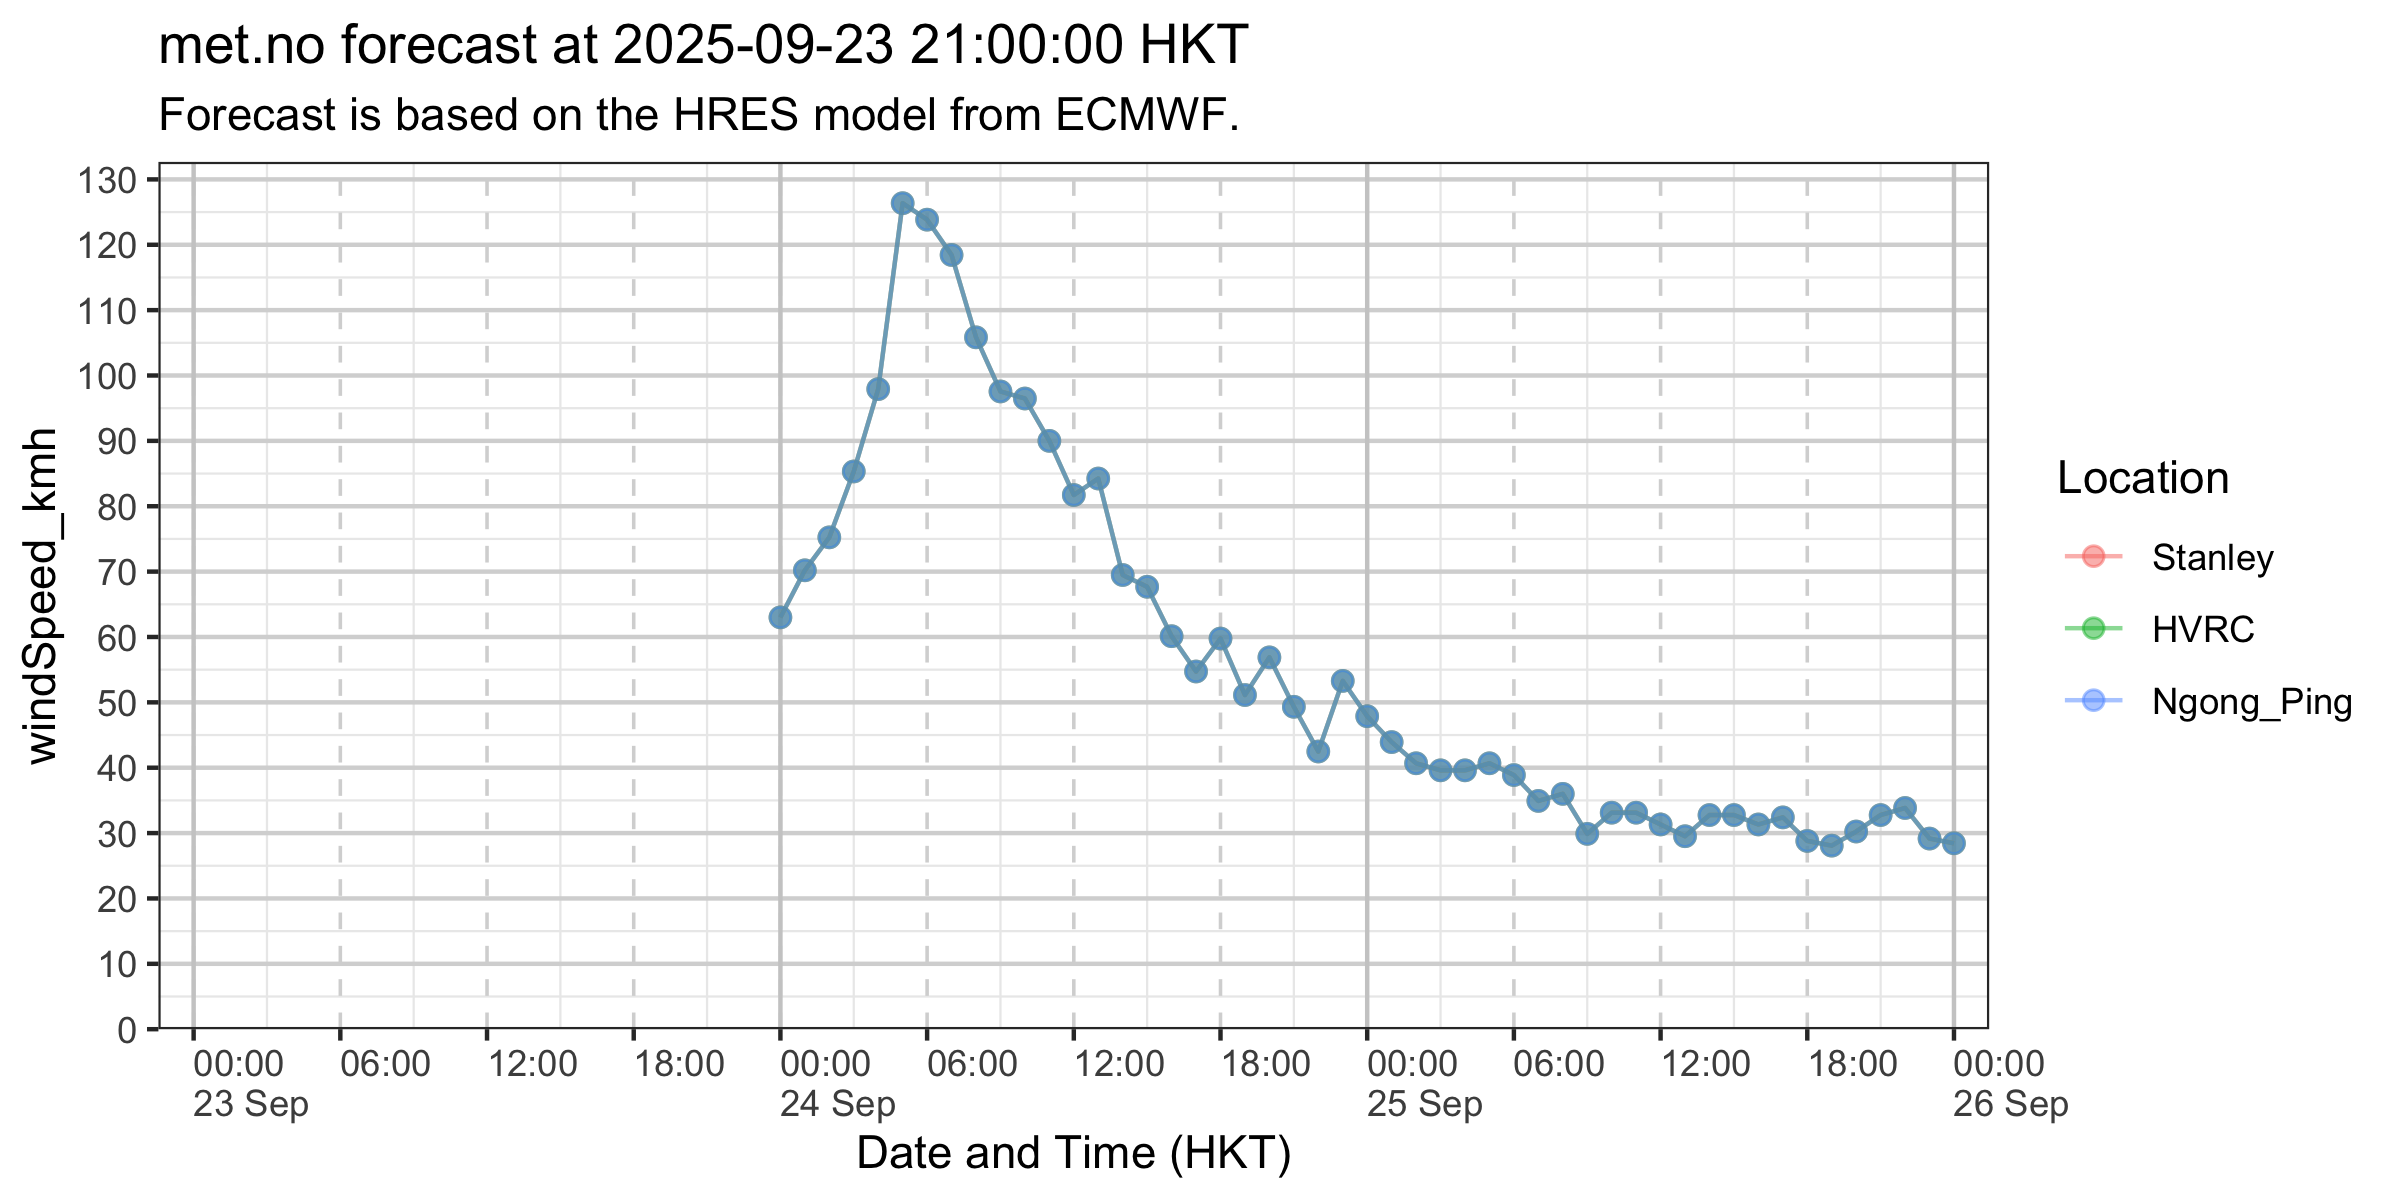 met.no forecast at 2025-09-23 21:00:00 HKT
Forecast is based on the HRES model from ECMWF.
130
120
110
100
90
80
70
60
50
40
30
20
10
0
windSpeed_kmh
00:00 06:00 12:00 18:00 00:00 06:00 12:00 18:00 00:00 06:00 12:00 18:00 00:00
23 Sep 24 Sep 25 Sep 26 Sep
Date and Time (HKT)
Location
Stanley
HVRC
Ngong_Ping